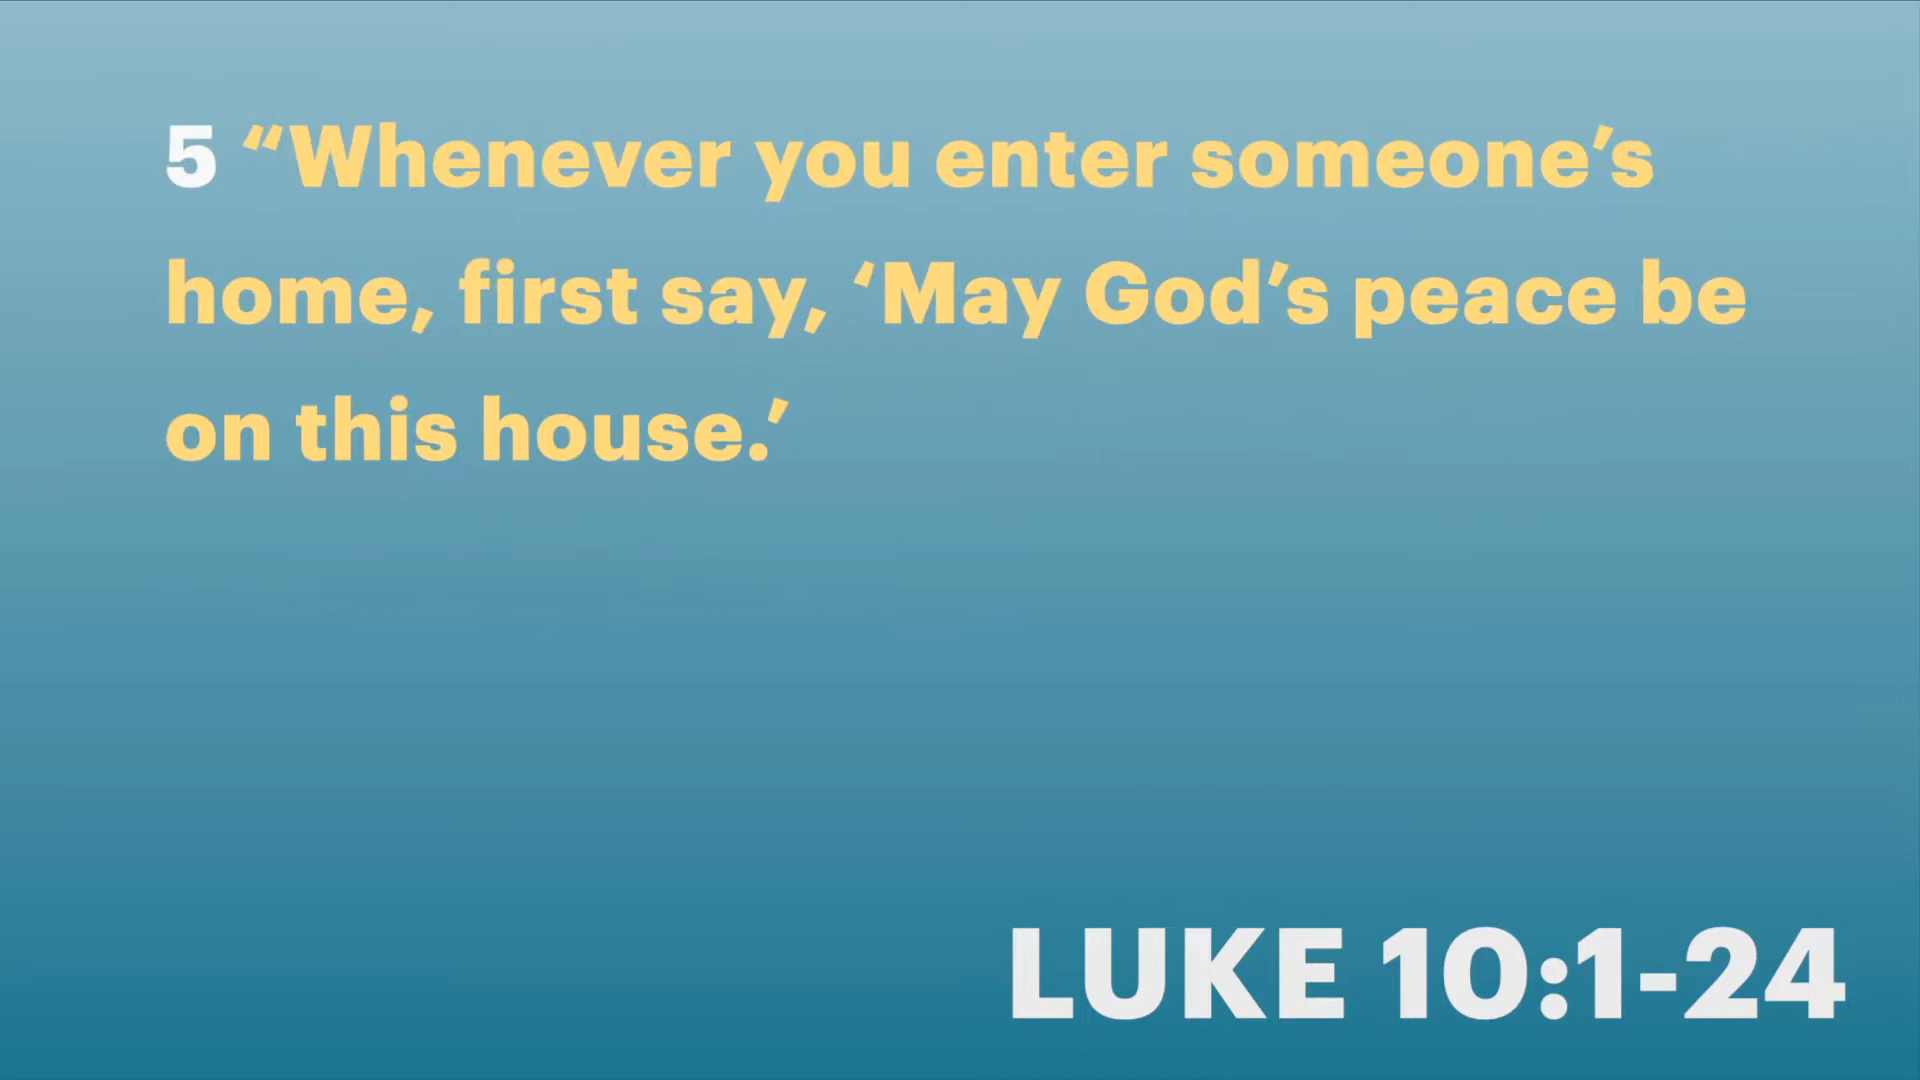 5 “Whenever you enter someone’s
home, first say, ‘May God’s peace be
on this house.’
LUKE 10:1-24